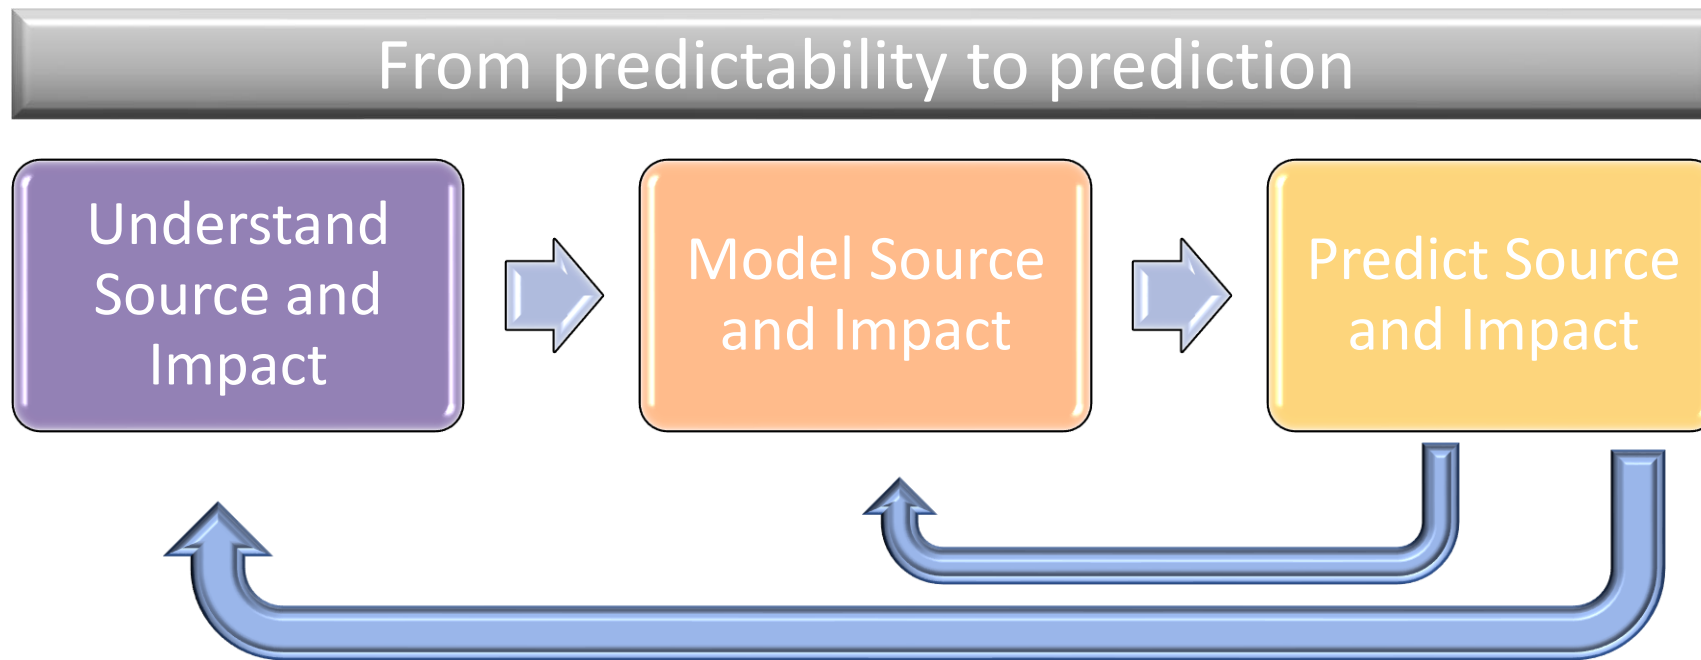 From predictability to prediction
Understand
Source and
Impact
Model Source
and Impact
Predict Source
and Impact